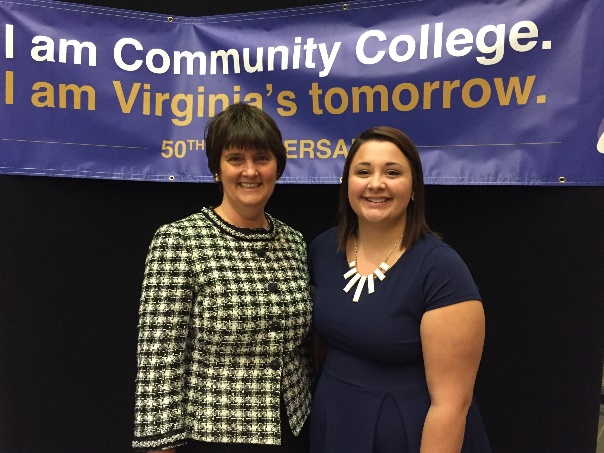 I am Community College.
I am Virginia's tomorrow.
50TH